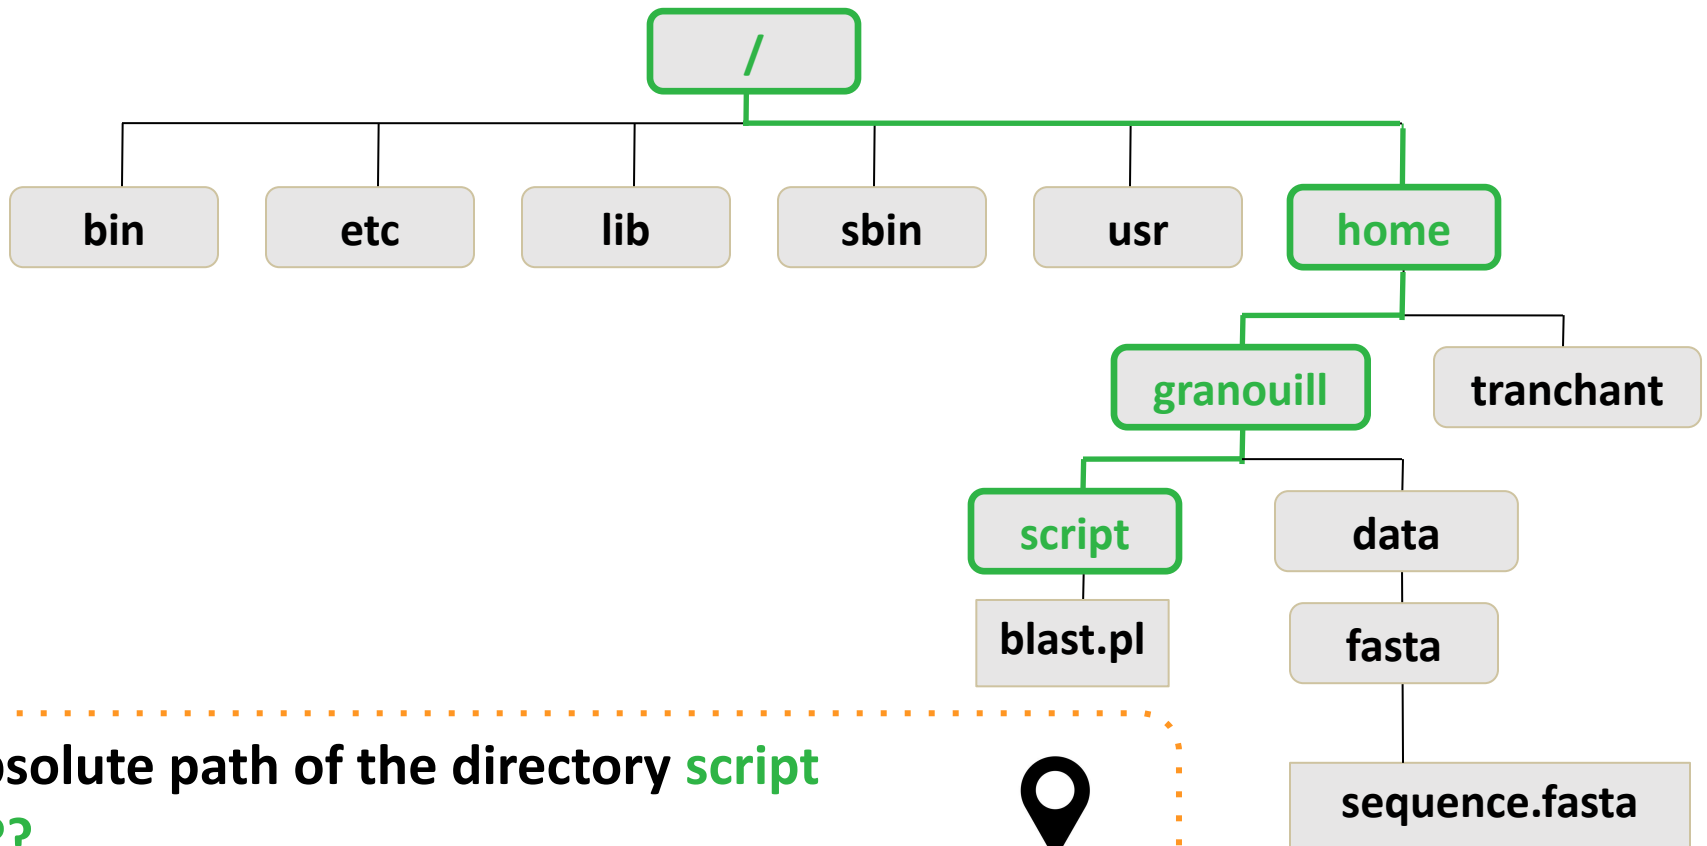 /
bin etc lib sbin usr home
granouill tranchant
script data
blast.pl fasta
absolute path of the directory script
sequence.fasta
??